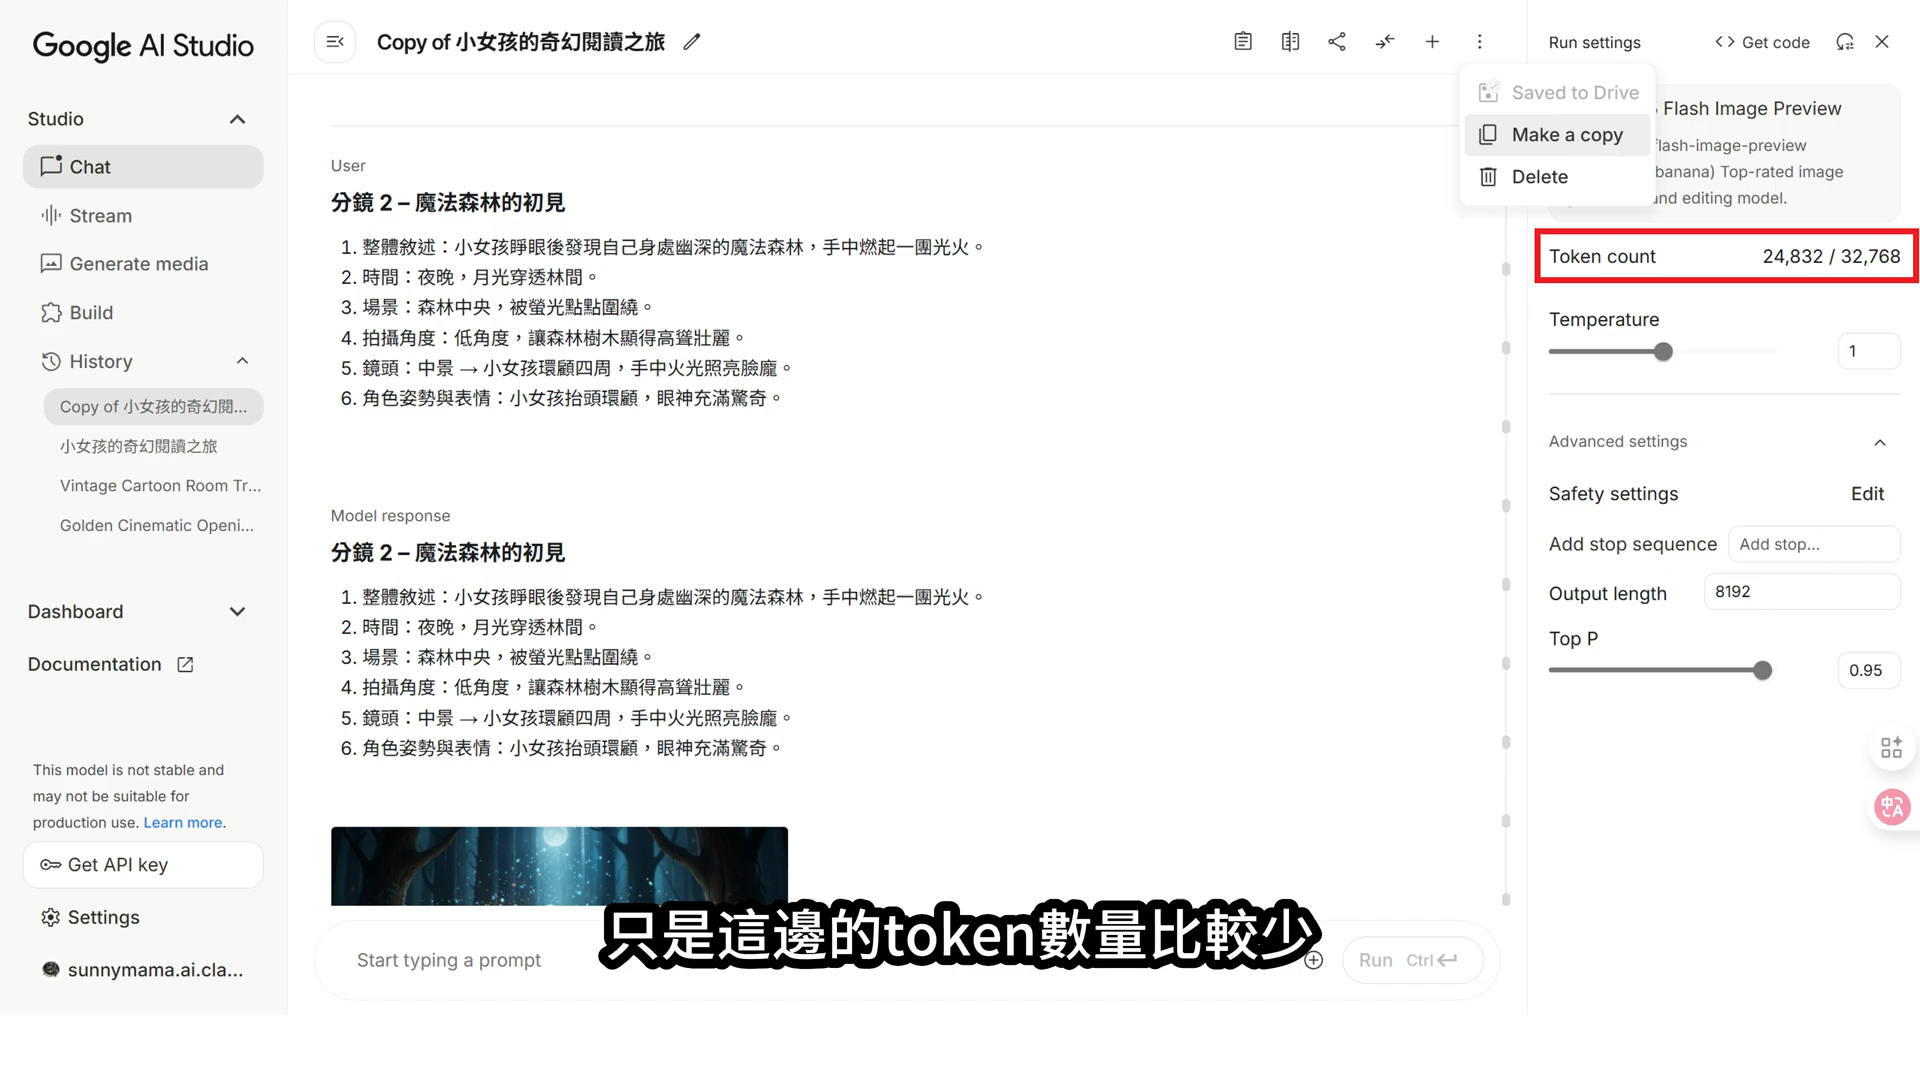 Google AI Studio
Studio
Chat
Stream
Generate media
Build
History
Copy of 小女孩的奇幻閱...
小女孩的奇幻閱讀之旅
Vintage Cartoon Room Tr...
Golden Cinematic Openi...
Dashboard
Documentation
This model is not stable and
may not be suitable for
production use. Learn more.
Get API key
Settings
sunnymama.ai.cla...
Copy of 小女孩的奇幻閱讀之旅
User
分鏡 2 – 魔法森林的初見
1. 整體敘述：小女孩睜眼後發現自己身處幽深的魔法森林，手中燃起一團光火。
2. 時間：夜晚，月光穿透林間。
3. 場景：森林中央，被螢光點點圍繞。
4. 拍攝角度：低角度，讓森林樹木顯得高聳壯麗。
5. 鏡頭：中景 → 小女孩環顧四周，手中火光照亮臉龐。
6. 角色姿勢與表情：小女孩抬頭環顧，眼神充滿驚奇。
Model response
分鏡 2 – 魔法森林的初見
1. 整體敘述：小女孩睜眼後發現自己身處幽深的魔法森林，手中燃起一團光火。
2. 時間：夜晚，月光穿透林間。
3. 場景：森林中央，被螢光點點圍繞。
4. 拍攝角度：低角度，讓森林樹木顯得高聳壯麗。
5. 鏡頭：中景 → 小女孩環顧四周，手中火光照亮臉龐。
6. 角色姿勢與表情：小女孩抬頭環顧，眼神充滿驚奇。
只是這邊的token數量比較少
Start typing a prompt
Run Ctrl
Saved to Drive
Make a copy
Delete
Run settings
Get code
Flash Image Preview
flash-image-preview
banana) Top-rated image
and editing model.
Token count 24,832 / 32,768
Temperature
1
Advanced settings
Safety settings Edit
Add stop sequence Add stop...
Output length 8192
Top P
0.95
中A